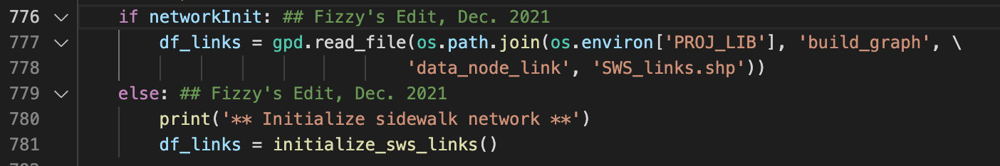 776 if networkInit: ## Fizzy's Edit, Dec. 2021
777 df_links = gpd.read_file(os.path.join(os.environ['PROJ_LIB'], 'build_graph', \
778 'data_node_link', 'SWS_links.shp'))
779 else: ## Fizzy's Edit, Dec. 2021
780 print('** Initialize sidewalk network **')
781 df_links = initialize_sws_links()